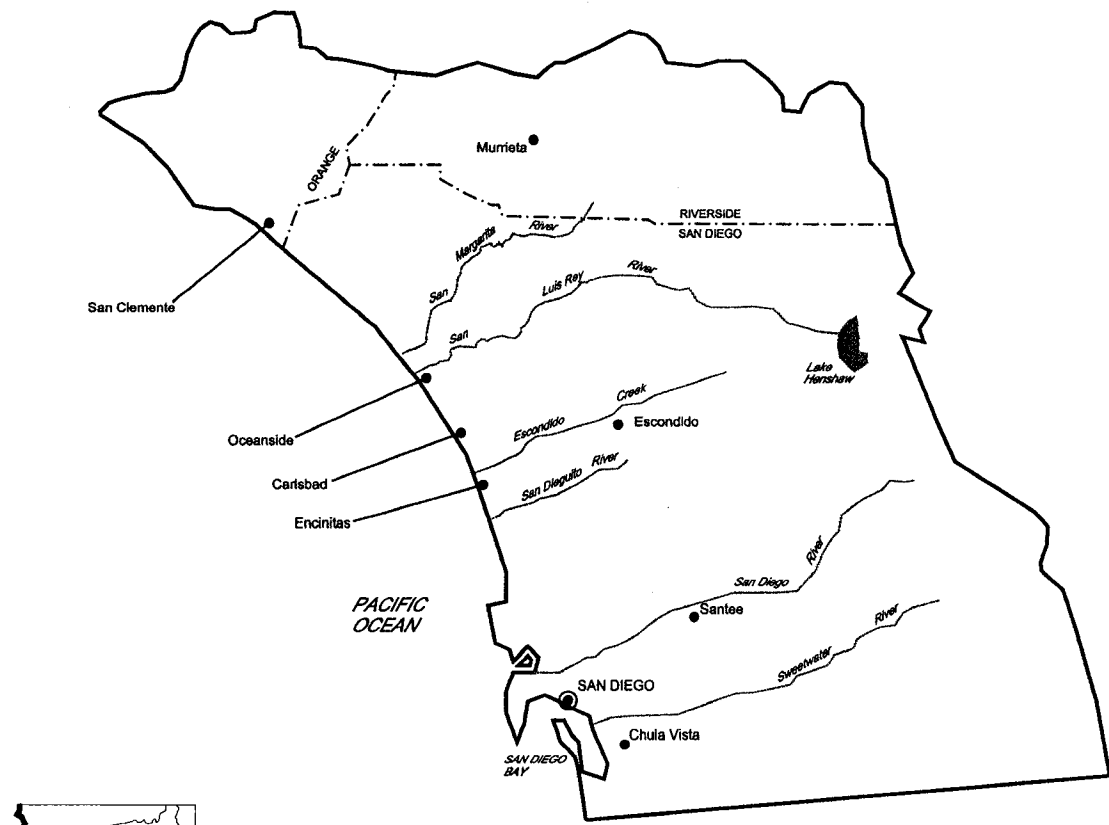 Murrieta
ORANGE
RIVERSIDE
SAN DIEGO
San Margarita River
San Clemente
San Luis Rey River
Lake
Henshaw
Oceanside
Escondido Creek
Escondido
Carlsbad
San Dieguito River
Encinitas
San Diego River
PACIFIC
OCEAN
Santee
Sweetwater River
SAN DIEGO
Chula Vista
SAN DIEGO
BAY